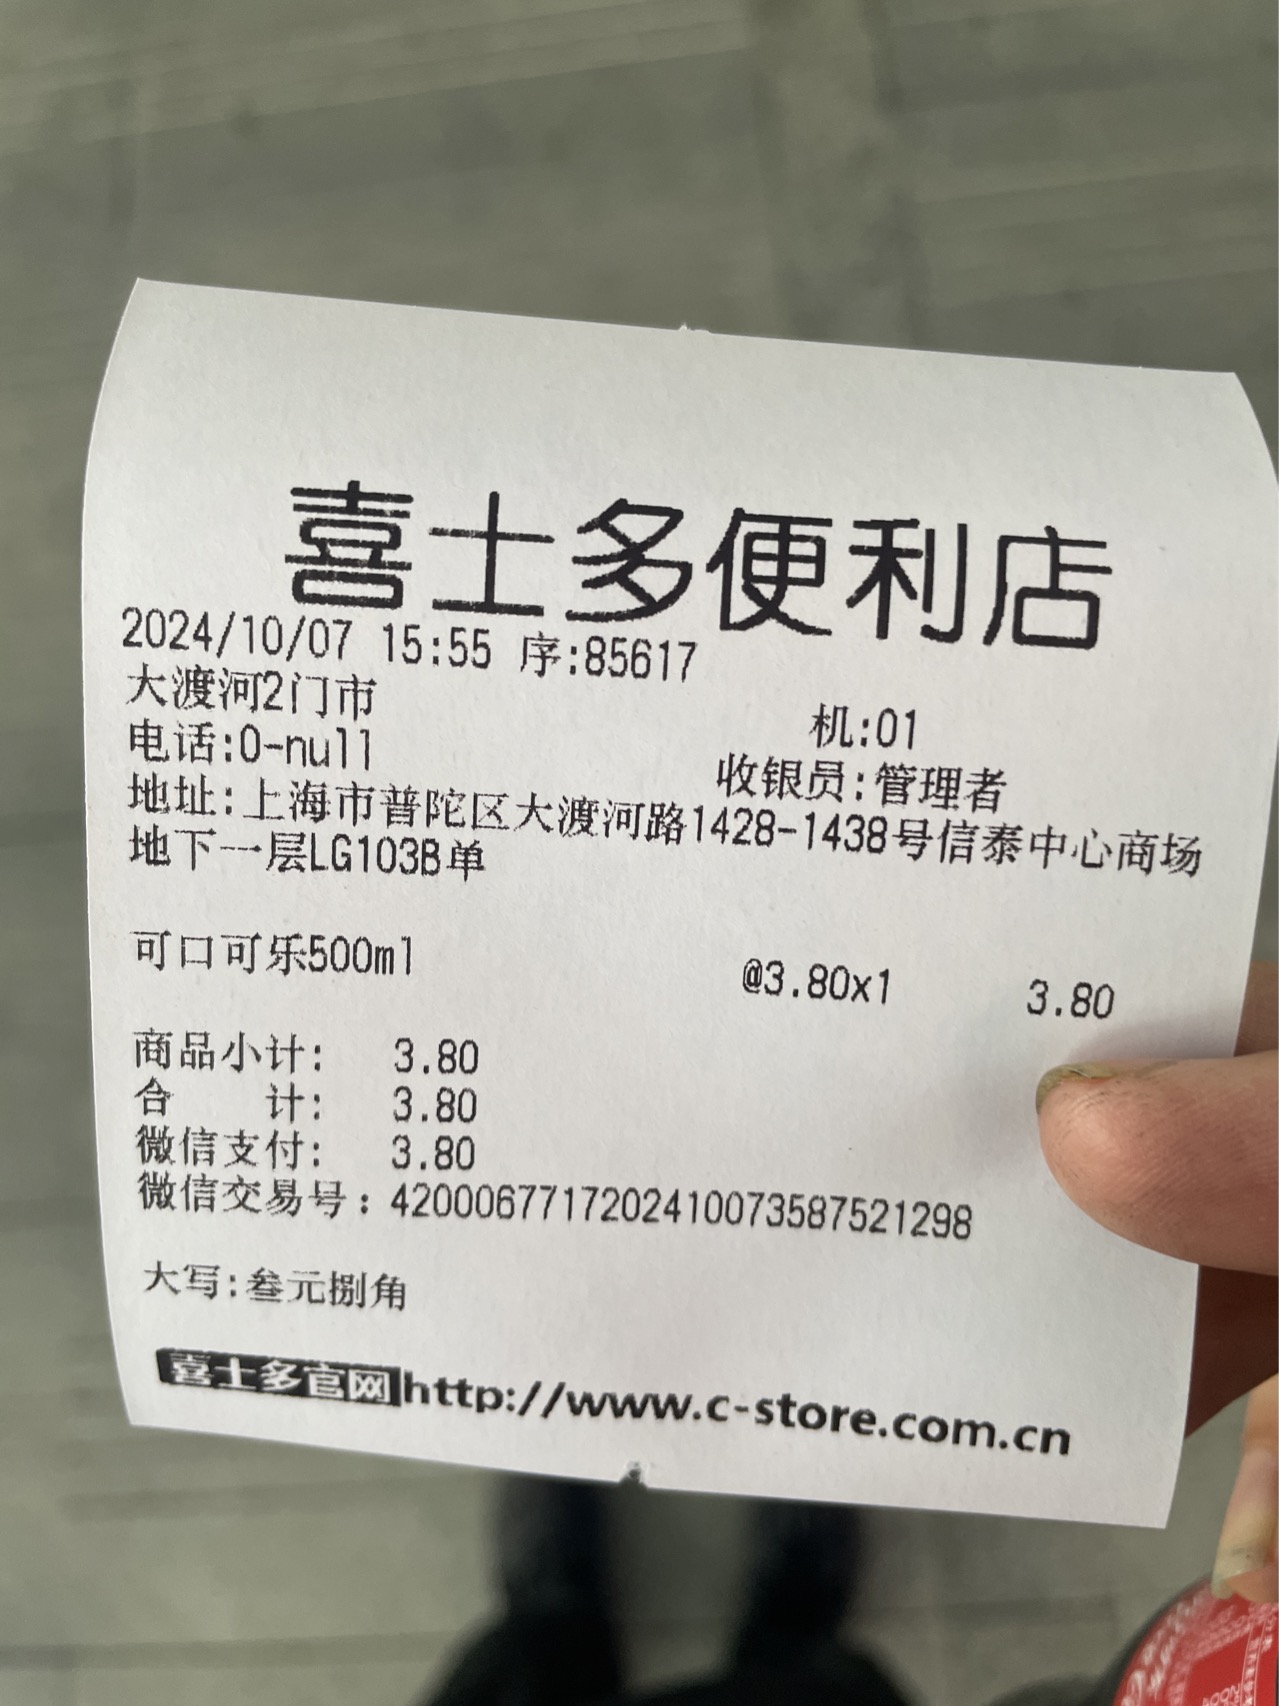 喜士多便利店
2024/10/07 15:55 序:85617
大渡河2门市 机:01
电话:0-null 收银员:管理者
地址:上海市普陀区大渡河路1428-1438号信泰中心商场
地下一层LG103B单
可口可乐500ml @3.80x1 3.80
商品小计: 3.80
合 计: 3.80
微信支付: 3.80
微信交易号:4200067717202410073587521298
大写:叁元捌角
喜士多官网http://www.c-store.com.cn